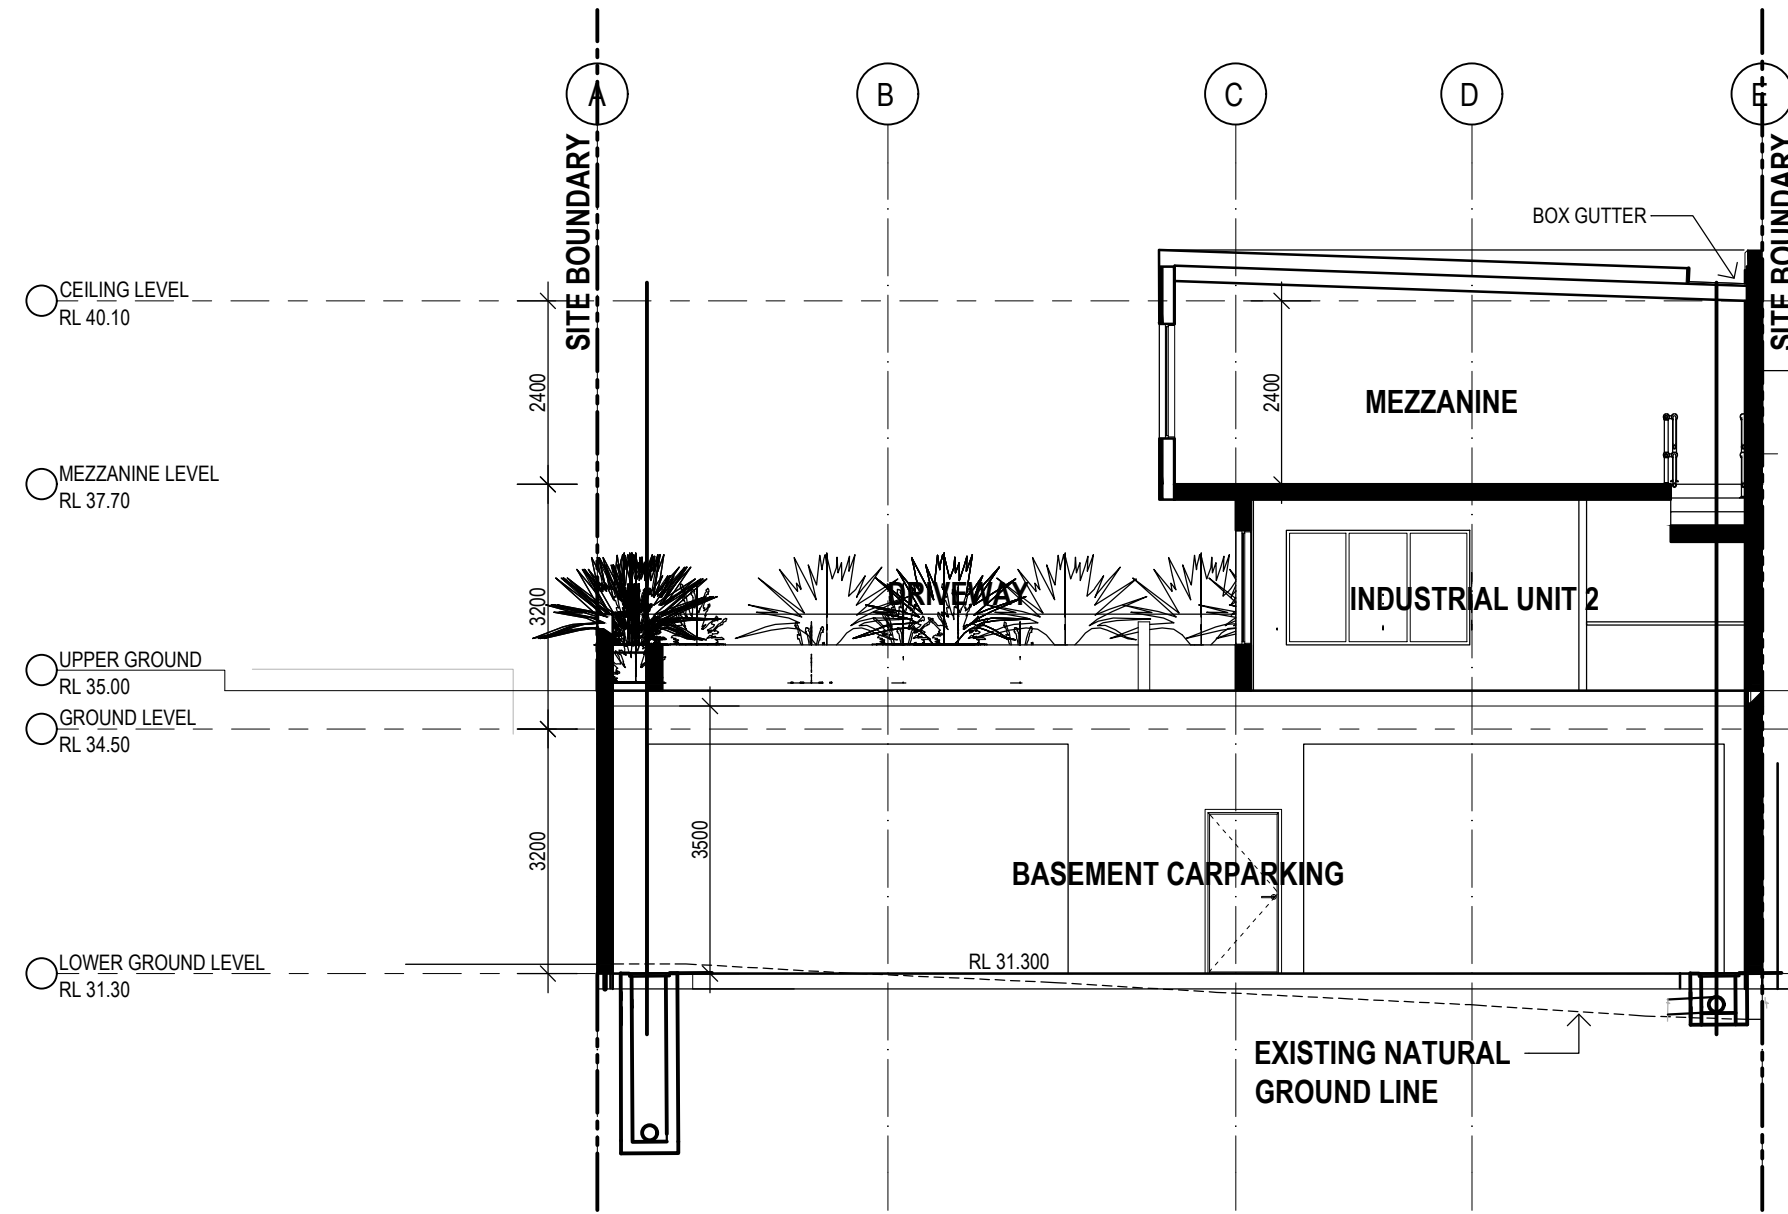 A
B
C
D
E
SITE BOUNDARY
SITE BOUNDARY
BOX GUTTER
CEILING LEVEL
RL 40.10
2400
2400
MEZZANINE
MEZZANINE LEVEL
RL 37.70
3200
DRIVEWAY
INDUSTRIAL UNIT 2
UPPER GROUND
RL 35.00
GROUND LEVEL
RL 34.50
3200
3500
BASEMENT CARPARKING
LOWER GROUND LEVEL
RL 31.30
RL 31.300
EXISTING NATURAL
GROUND LINE